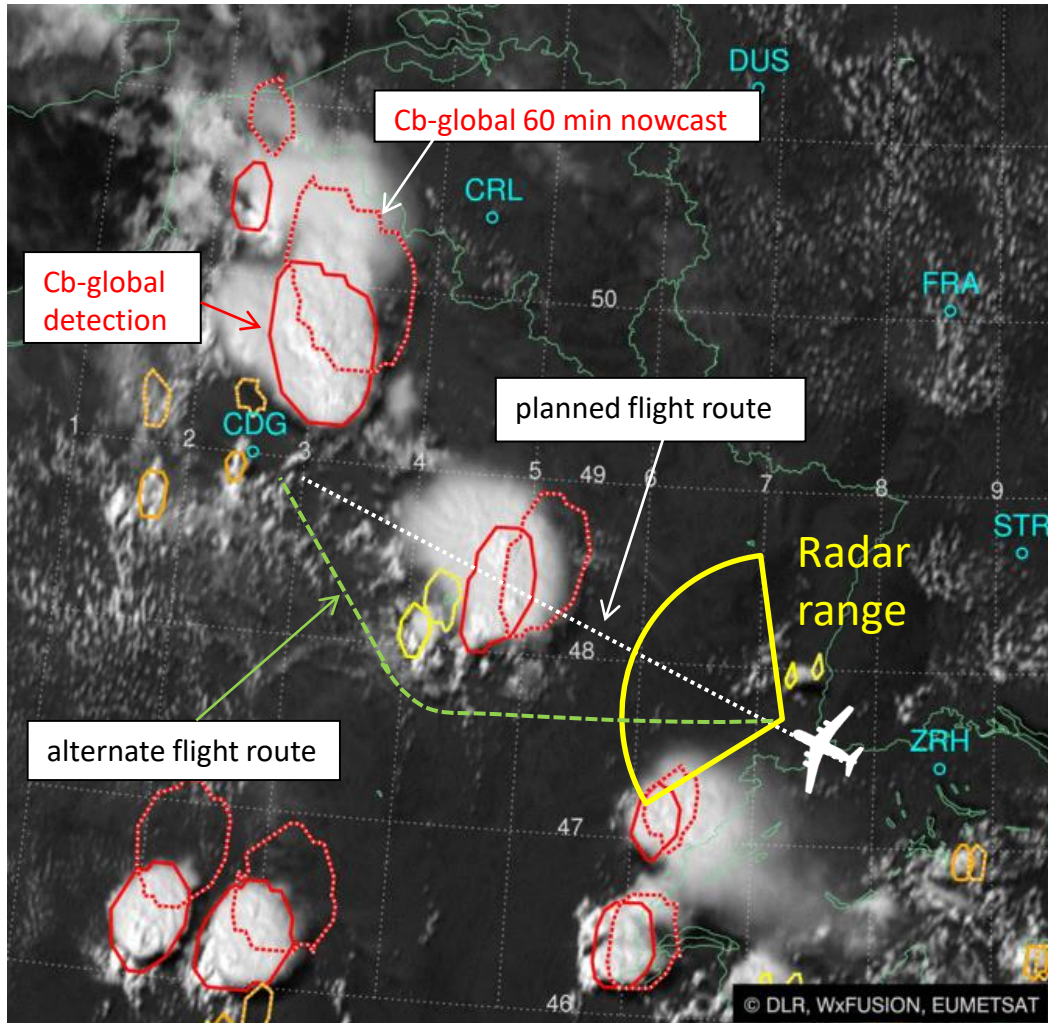 DUS
Cb-global 60 min nowcast
CRL
Cb-global
detection
50
FRA
planned flight route
1
CDG
2
3
4
5
49
6
7
8
9
STR
Radar
range
48
alternate flight route
ZRH
47
46
© DLR, WxFUSION, EUMETSAT